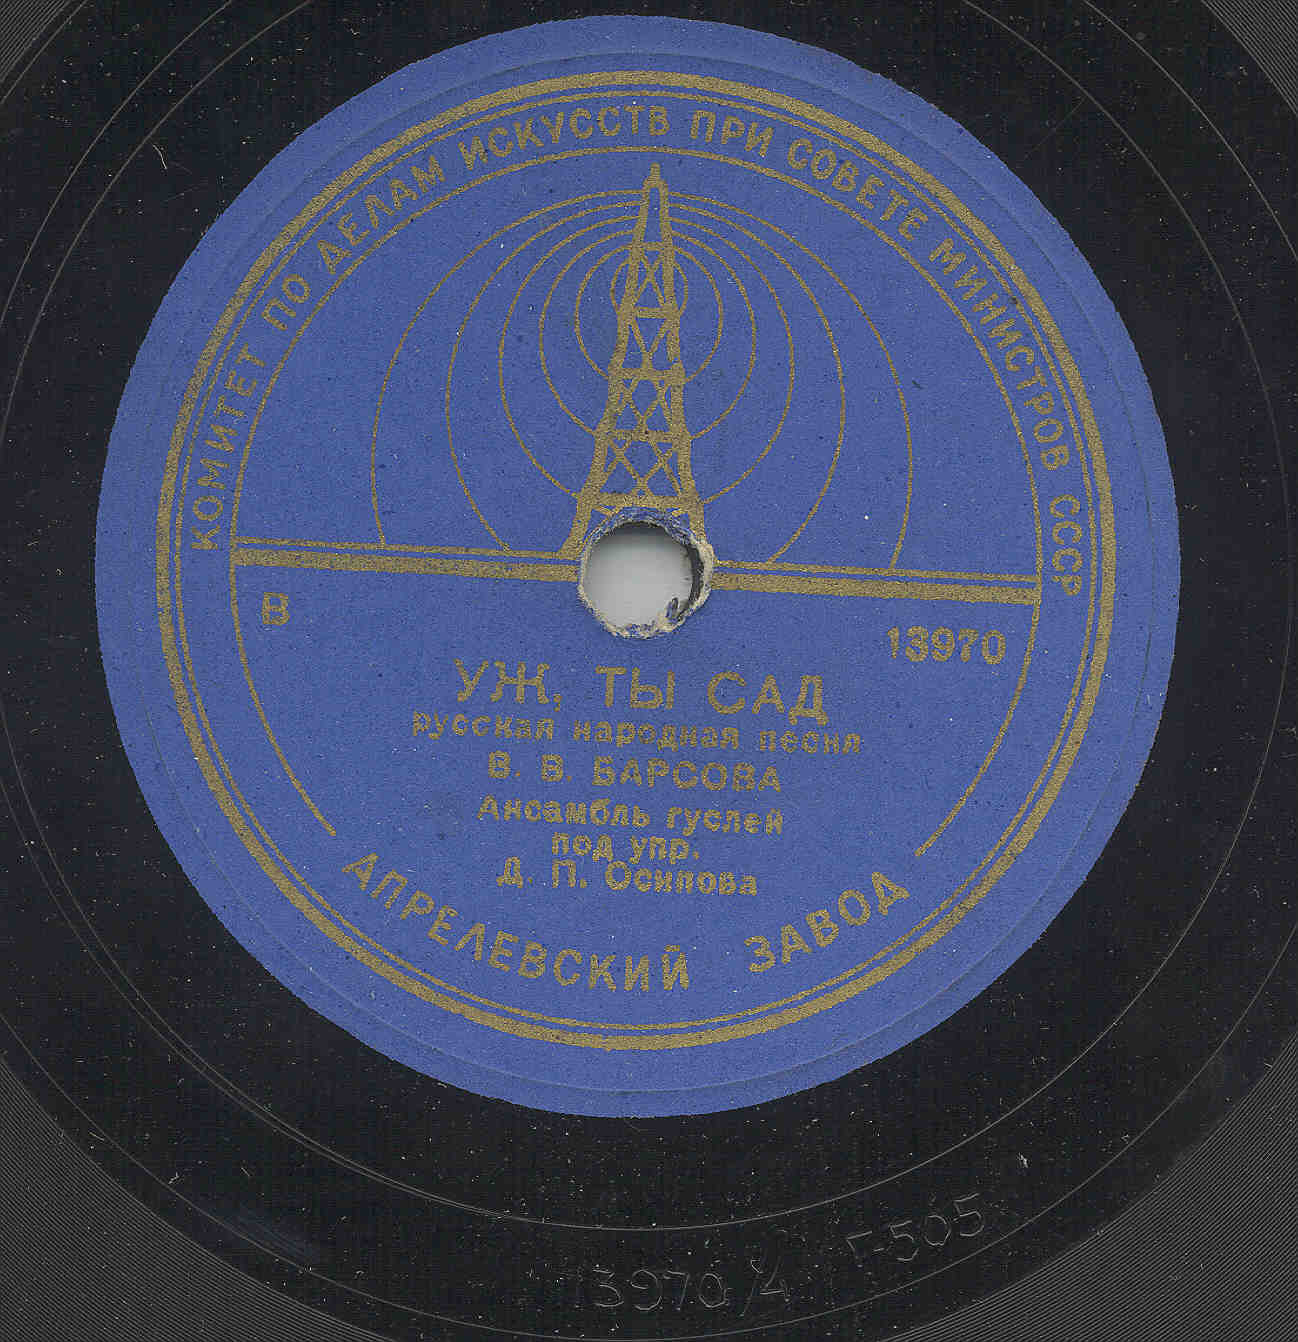 КОМИТЕТ ПО ДЕЛАМ ИСКУССТВ ПРИ СОВЕТЕ МИНИСТРОВ СССР
В
13970
УЖ, ТЫ САД
русская народная песня
В. В. БАРСОВА
Ансамбль гуслей
под упр.
Д. П. Осипова
АПРЕЛЕВСКИЙ ЗАВОД
13970/4
Г-505